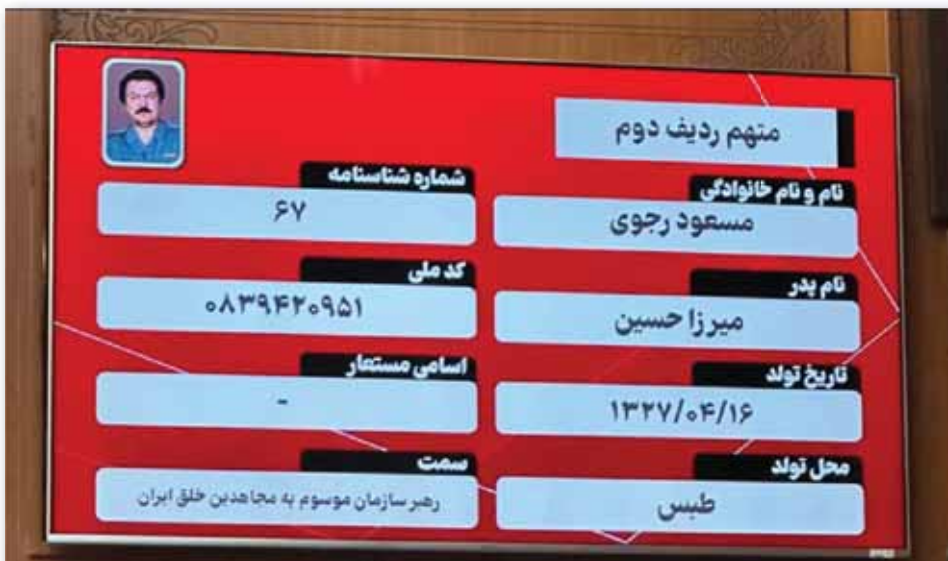 متهم ردیف دوم
نام و نام خانوادگی
مسعود رجوی
شماره شناسنامه
۶۷
نام پدر
میرزا حسین
کد ملی
۰۸۳۹۴۲۰۹۵۱
تاریخ تولد
۱۳۲۷/۰۴/۱۶
اسامی مستعار
-
محل تولد
طبس
سمت
رهبر سازمان موسوم به مجاهدین خلق ایران